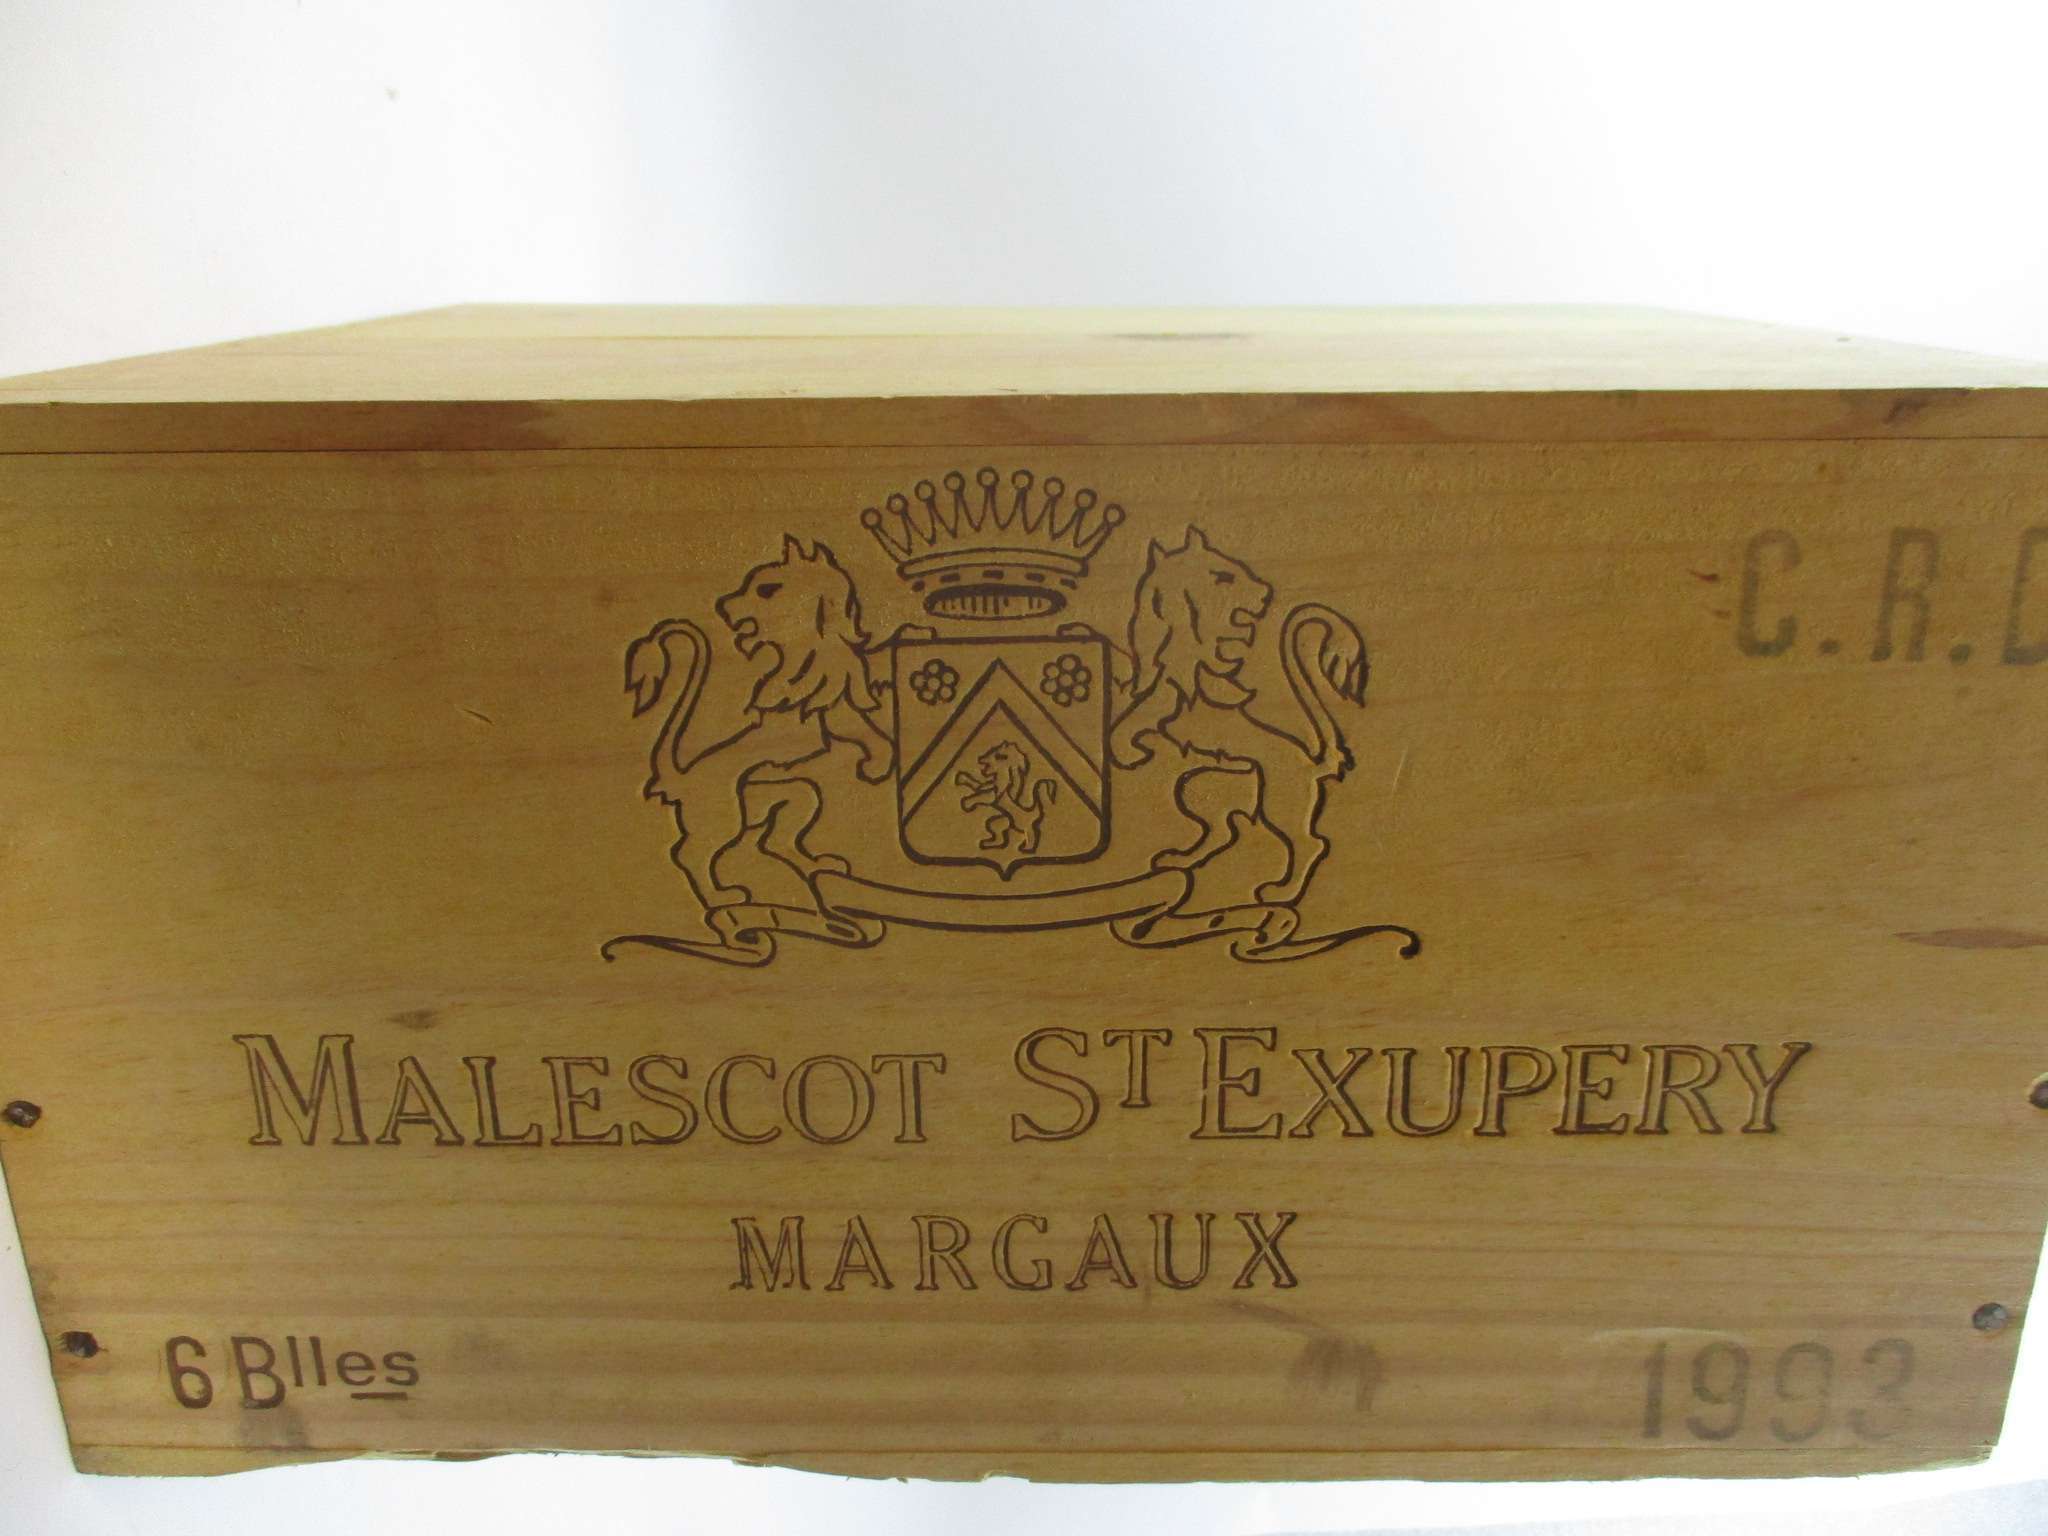 C.R.D
MALESCOT ST EXUPERY
MARGAUX
6 Blles
1993